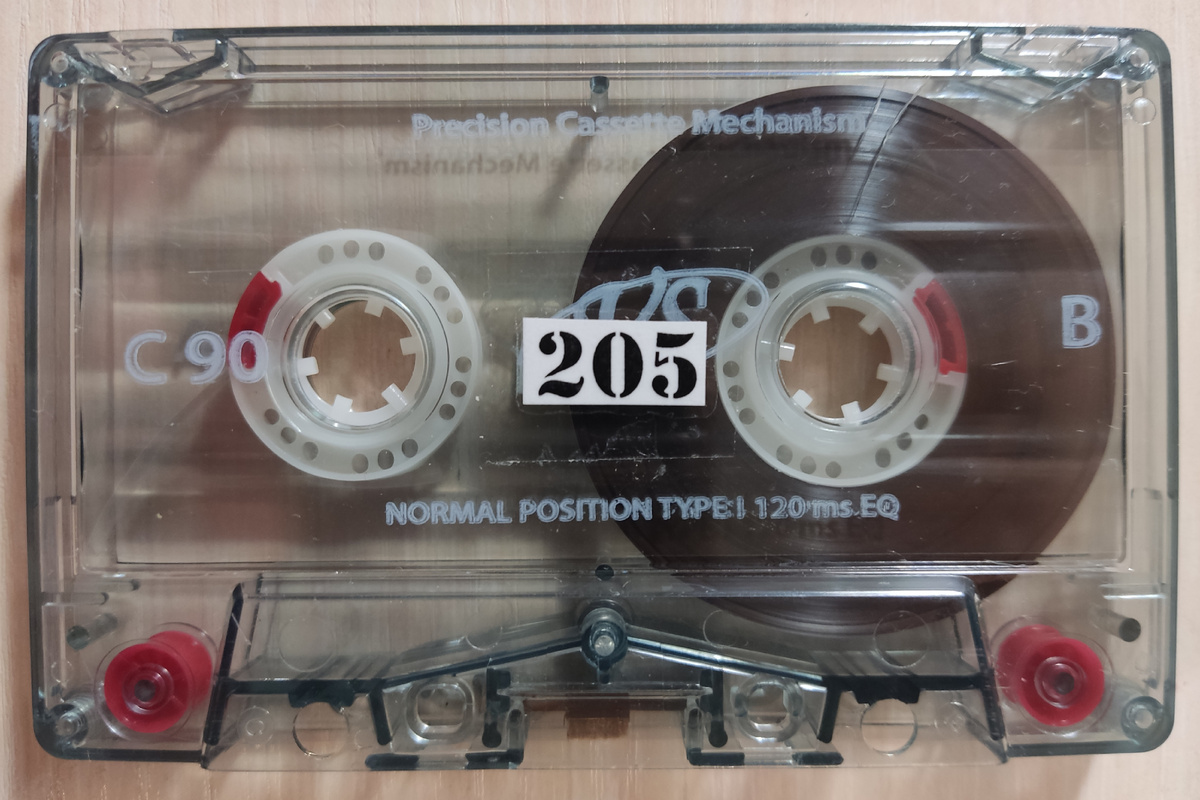 Precision Cassette Mechanism
C 90
205
B
NORMAL POSITION TYPE I 120 ms EQ